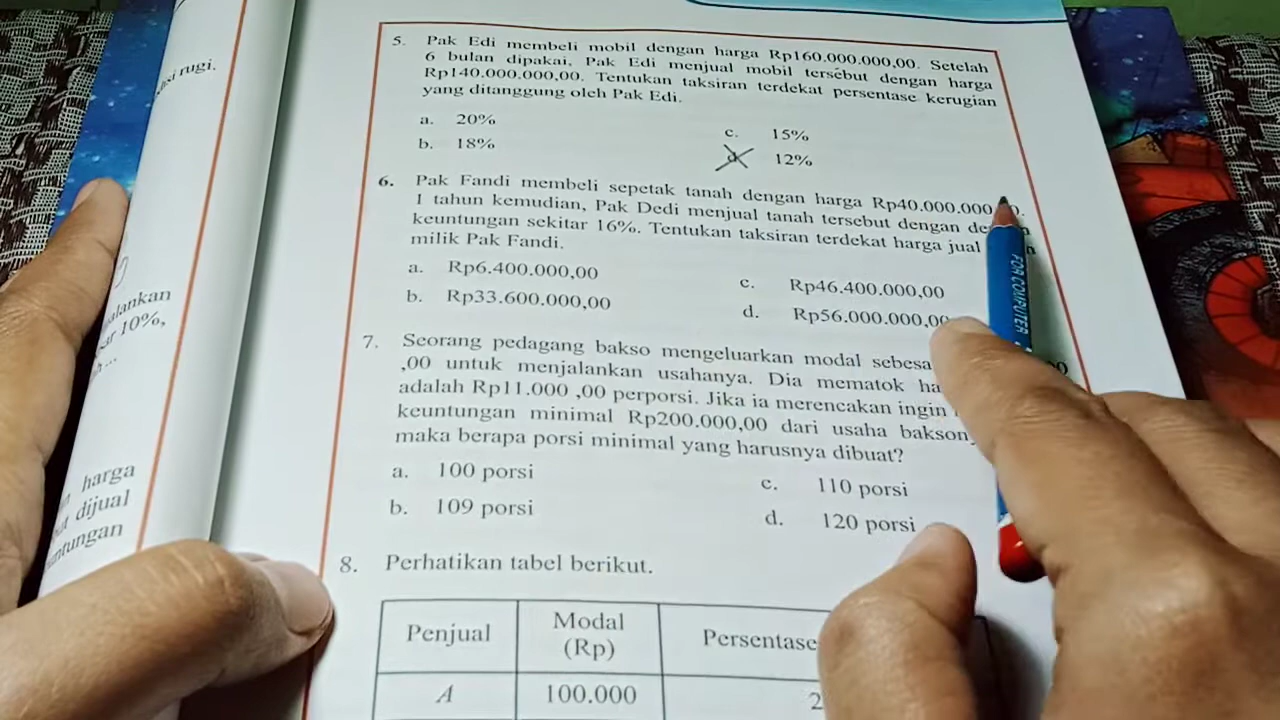 si rugi.
alankan
10%,
harga
dijual
ntungan
5. Pak Edi membeli mobil dengan harga Rp160.000.000,00. Setelah
6 bulan dipakai, Pak Edi menjual mobil tersebut dengan harga
Rp140.000.000,00. Tentukan taksiran terdekat persentase kerugian
yang ditanggung oleh Pak Edi.
a. 20%
b. 18%
c. 15%
d. 12%
6. Pak Fandi membeli sepetak tanah dengan harga Rp40.000.000
1 tahun kemudian, Pak Dedi menjual tanah tersebut dengan
keuntungan sekitar 16%. Tentukan taksiran terdekat harga jual
milik Pak Fandi.
a. Rp6.400.000,00
b. Rp33.600.000,00
c. Rp46.400.000,00
d. Rp56.000.000,00
7. Seorang pedagang bakso mengeluarkan modal
,00 untuk menjalankan usahanya. Dia mematok
adalah Rp11.000 ,00 perporsi. Jika ia merencakan ingin
keuntungan minimal Rp200.000,00 dari usaha
maka berapa porsi minimal yang harusnya dibuat?
a. 100 porsi
b. 109 porsi
c. 110 porsi
d. 120 porsi
8. Perhatikan tabel berikut.
Penjual Modal (Rp) Persentase
A 100.000 2
FOR COMPUTER